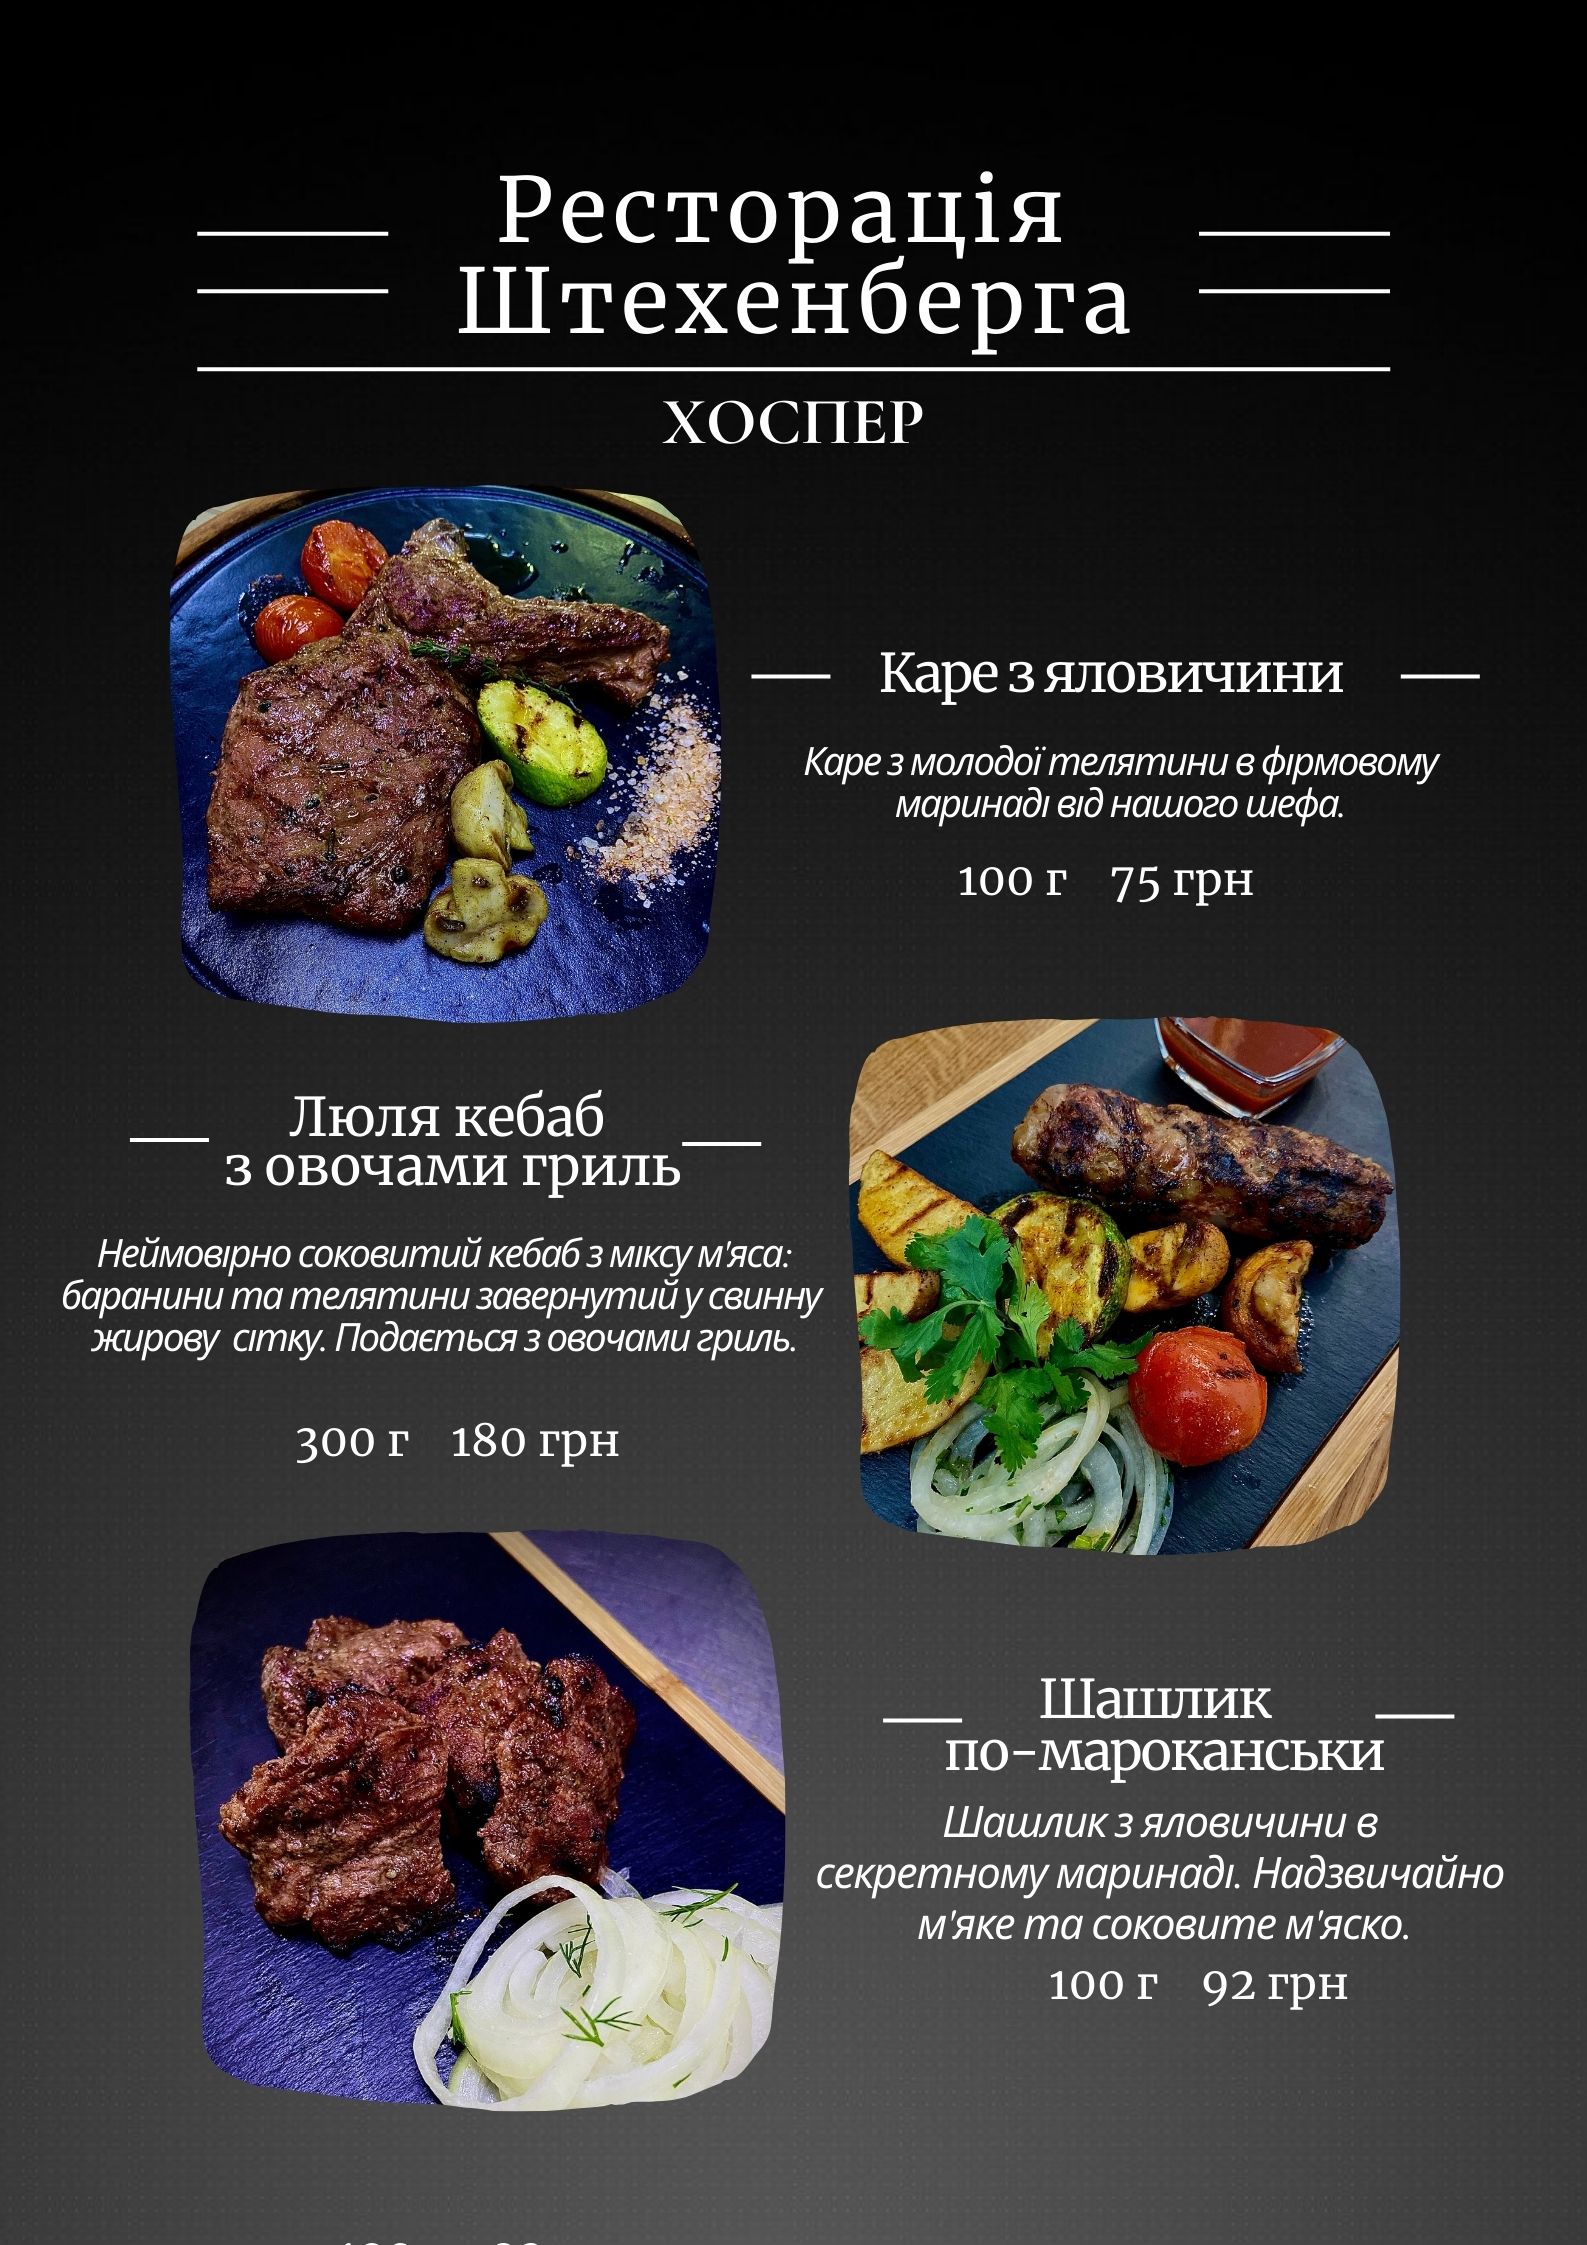 Ресторація
Штехенберга
ХОСПЕР
Каре з яловичини
Каре з молодої телятини в фірмовому
маринаді від нашого шефа.
100 г 75 грн
Люля кебаб
з овочами гриль
Неймовірно соковитий кебаб з міксу м'яса:
баранини та телятини завернутий у свинну
жирову сітку. Подається з овочами гриль.
300 г 180 грн
Шашлик
по-мароканськи
Шашлик з яловичини в
секретному маринаді. Надзвичайно
м'яке та соковите м'яско.
100 г 92 грн